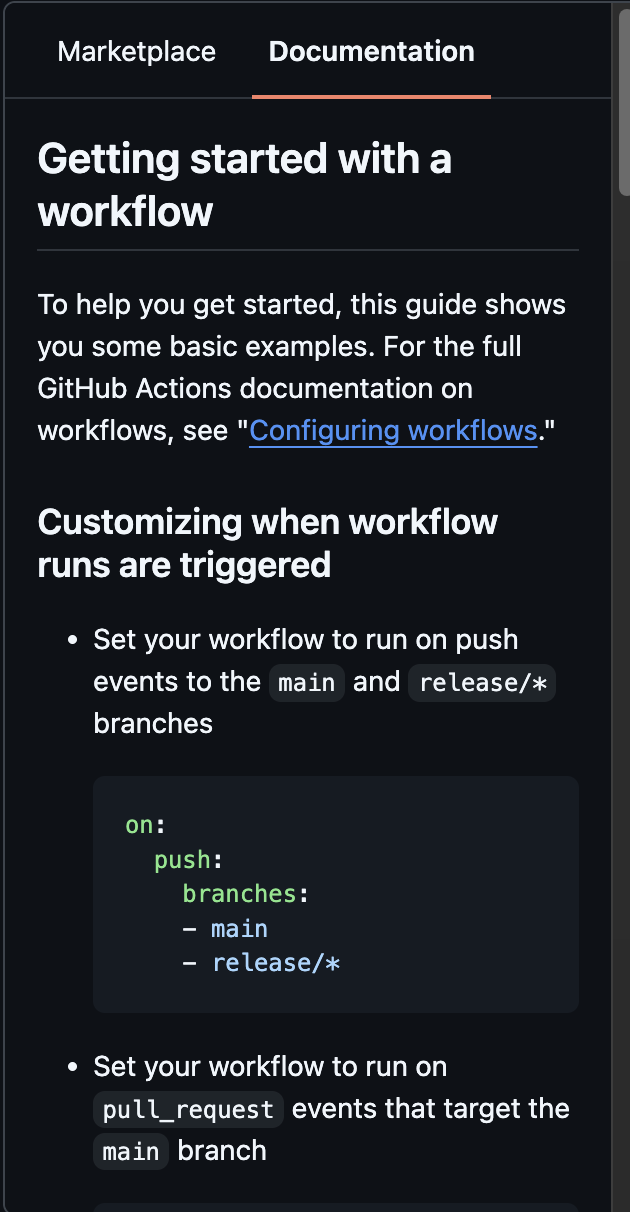 Marketplace Documentation
Getting started with a
workflow
To help you get started, this guide shows
you some basic examples. For the full
GitHub Actions documentation on
workflows, see "Configuring workflows."
Customizing when workflow
runs are triggered
• Set your workflow to run on push
events to the main and release/*
branches
on:
  push:
    branches:
    - main
    - release/*
• Set your workflow to run on
pull_request events that target the
main branch